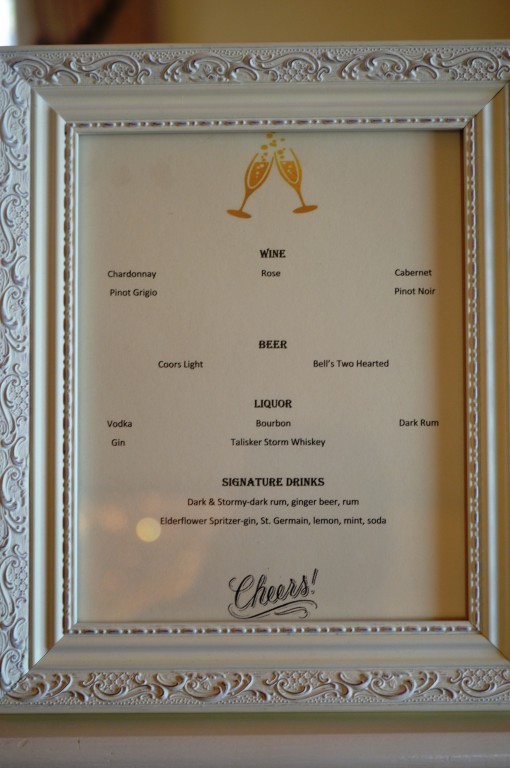 WINE
Chardonnay Rose Cabernet
Pinot Grigio Pinot Noir
BEER
Coors Light Bell's Two Hearted
LIQUOR
Vodka Bourbon Dark Rum
Gin Talisker Storm Whiskey
SIGNATURE DRINKS
Dark & Stormy-dark rum, ginger beer, rum
Elderflower Spritzer-gin, St. Germain, lemon, mint, soda
Cheers!